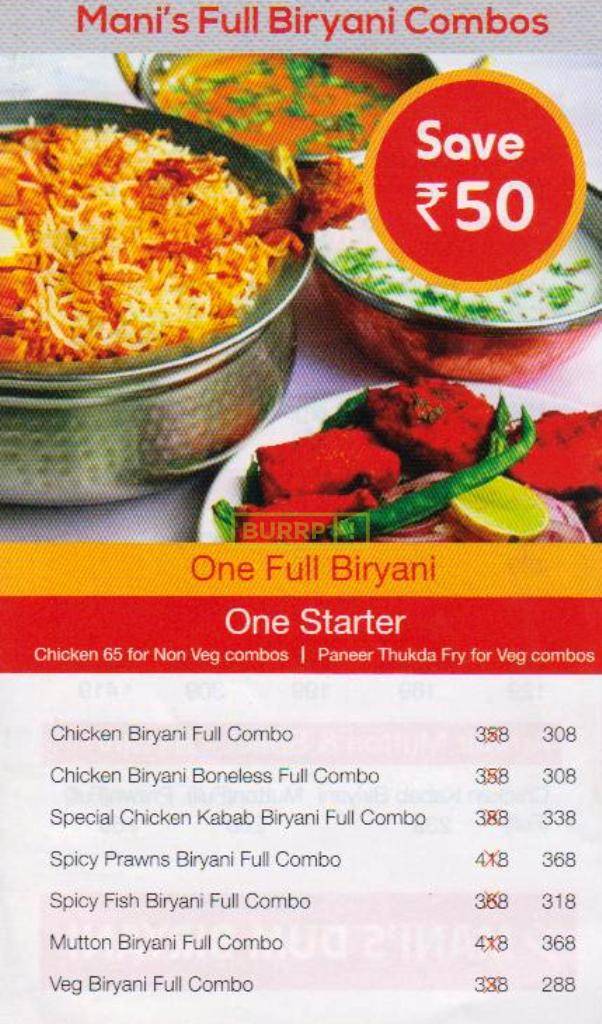 Mani's Full Biryani Combos
Save
₹50
BURRP!
One Full Biryani
One Starter
Chicken 65 for Non Veg combos | Paneer Thukda Fry for Veg combos
Chicken Biryani Full Combo 358 308
Chicken Biryani Boneless Full Combo 358 308
Special Chicken Kabab Biryani Full Combo 388 338
Spicy Prawns Biryani Full Combo 418 368
Spicy Fish Biryani Full Combo 368 318
Mutton Biryani Full Combo 418 368
Veg Biryani Full Combo 338 288